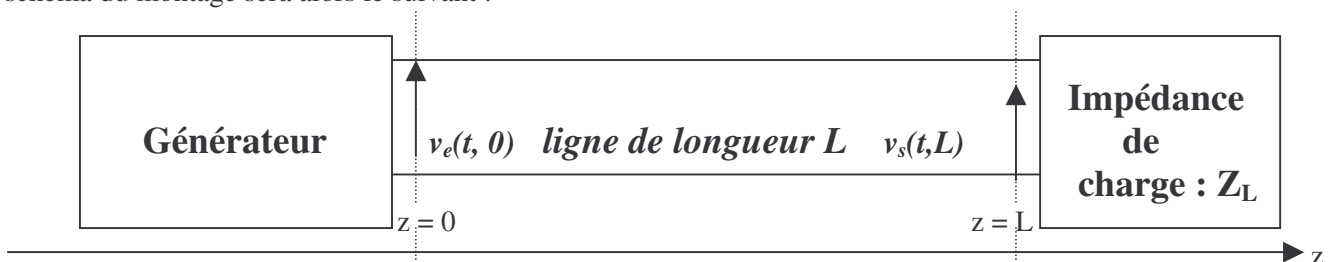 schéma du montage sera alors le suivant :
Générateur
v_e(t, 0) ligne de longueur L v_s(t,L)
Impédance
de
charge : Z_L
z = 0
z = L
z